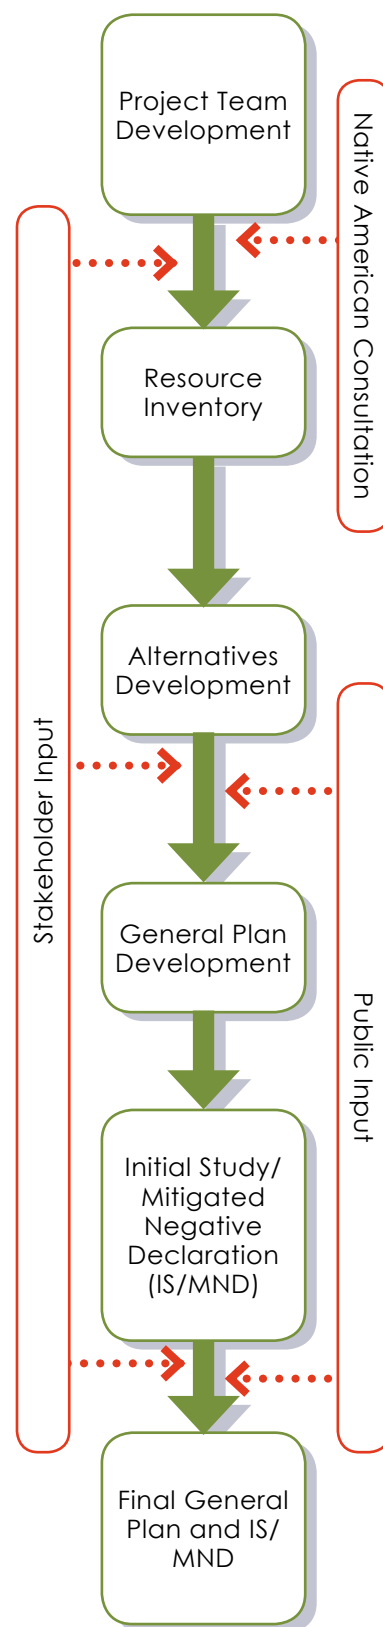 Project Team
Development
Native American Consultation
Resource
Inventory
Alternatives
Development
Stakeholder Input
General Plan
Development
Public Input
Initial Study/
Mitigated
Negative
Declaration
(IS/MND)
Final General
Plan and IS/
MND